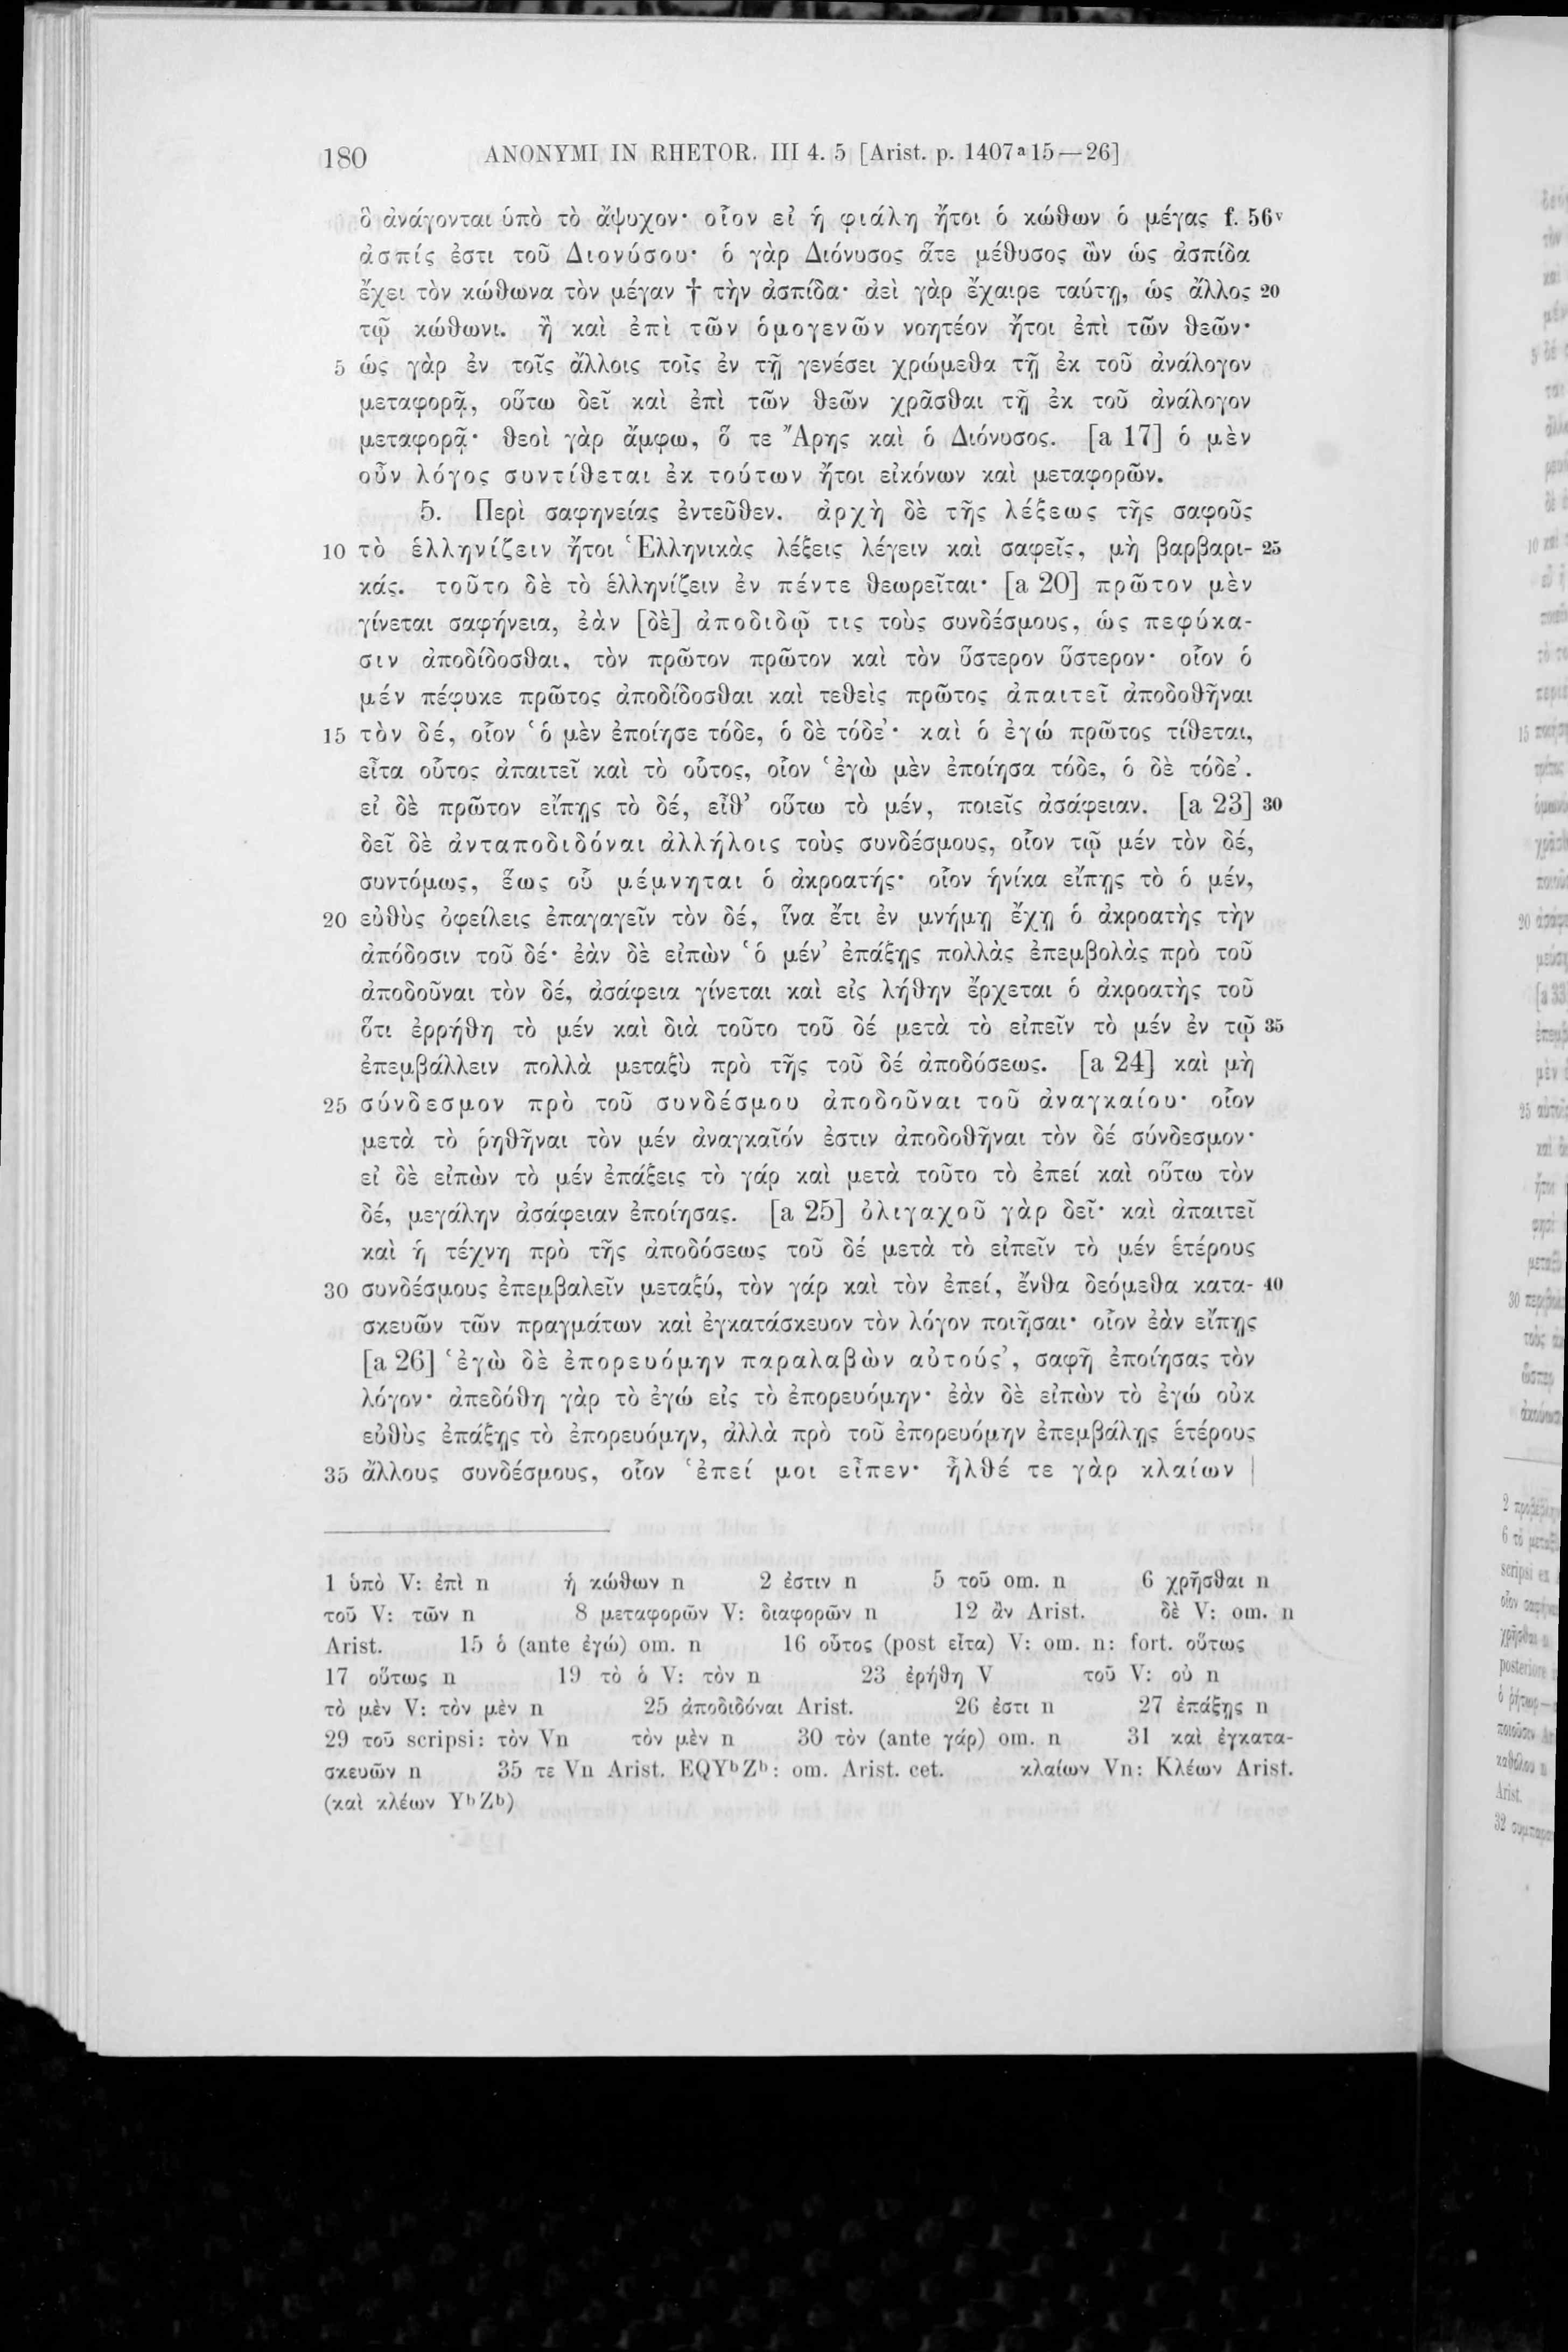 180 ANONYMI IN RHETOR. III 4. 5 [Arist. p. 1407ᵃ15—26]
ὃ ἀνάγονται ὑπὸ τὸ ἄψυχον· οἷον εἰ ἡ φιάλη ἤτοι ὁ κώθων ὁ μέγας f. 56ᵛ
ἀσπίς ἐστι τοῦ Διονύσου· ὁ γὰρ Διόνυσος ἅτε μέθυσος ὢν ὡς ἀσπίδα
ἔχει τὸν κώθωνα τὸν μέγαν † τὴν ἀσπίδα· ἀεὶ γὰρ ἔχαιρε ταύτῃ, ὡς ἄλλος 20
τῷ κώθωνι. ἢ καὶ ἐπὶ τῶν ὁμογενῶν νοητέον ἤτοι ἐπὶ τῶν θεῶν·
5 ὡς γὰρ ἐν τοῖς ἄλλοις τοῖς ἐν τῇ γενέσει χρώμεθα τῇ ἐκ τοῦ ἀνάλογον
μεταφορᾷ, οὕτω δεῖ καὶ ἐπὶ τῶν θεῶν χρᾶσθαι τῇ ἐκ τοῦ ἀνάλογον
μεταφορᾷ· θεοὶ γὰρ ἄμφω, ὅ τε Ἄρης καὶ ὁ Διόνυσος. [a 17] ὁ μὲν
οὖν λόγος συντίθεται ἐκ τούτων ἤτοι εἰκόνων καὶ μεταφορῶν.
5. Περὶ σαφηνείας ἐντεῦθεν. ἀρχὴ δὲ τῆς λέξεως τῆς σαφοῦς
10 τὸ ἑλληνίζειν ἤτοι Ἑλληνικὰς λέξεις λέγειν καὶ σαφεῖς, μὴ βαρβαρι- 25
κάς. τοῦτο δὲ τὸ ἑλληνίζειν ἐν πέντε θεωρεῖται· [a 20] πρῶτον μὲν
γίνεται σαφήνεια, ἐὰν [δὲ] ἀποδιδῷ τις τοὺς συνδέσμους, ὡς πεφύκα-
σιν ἀποδίδοσθαι, τὸν πρῶτον πρῶτον καὶ τὸν ὕστερον ὕστερον· οἷον ὁ
μέν πέφυκε πρῶτος ἀποδίδοσθαι καὶ τεθεὶς πρῶτος ἀπαιτεῖ ἀποδοθῆναι
15 τὸν δέ, οἷον ‘ὁ μὲν ἐποίησε τόδε, ὁ δὲ τόδε’· καὶ ὁ ἐγώ πρῶτος τίθεται,
εἶτα οὗτος ἀπαιτεῖ καὶ τὸ οὗτος, οἷον ‘ἐγὼ μὲν ἐποίησα τόδε, ὁ δὲ τόδε’.
εἰ δὲ πρῶτον εἴπῃς τὸ δέ, εἶθ’ οὕτω τὸ μέν, ποιεῖς ἀσάφειαν. [a 23] 30
δεῖ δὲ ἀνταποδιδόναι ἀλλήλοις τοὺς συνδέσμους, οἷον τῷ μέν τὸν δέ,
συντόμως, ἕως οὗ μέμνηται ὁ ἀκροατής· οἷον ἡνίκα εἴπῃς τὸ ὁ μέν,
20 εὐθὺς ὀφείλεις ἐπαγαγεῖν τὸν δέ, ἵνα ἔτι ἐν μνήμῃ ἔχῃ ὁ ἀκροατὴς τὴν
ἀπόδοσιν τοῦ δέ· ἐὰν δὲ εἰπὼν ‘ὁ μέν’ ἐπάξῃς πολλὰς ἐπεμβολὰς πρὸ τοῦ
ἀποδοῦναι τὸν δέ, ἀσάφεια γίνεται καὶ εἰς λήθην ἔρχεται ὁ ἀκροατὴς τοῦ
ὅτι ἐρρήθη τὸ μέν καὶ διὰ τοῦτο τοῦ δέ μετὰ τὸ εἰπεῖν τὸ μέν ἐν τῷ 35
ἐπεμβάλλειν πολλὰ μεταξὺ πρὸ τῆς τοῦ δέ ἀποδόσεως. [a 24] καὶ μὴ
25 σύνδεσμον πρὸ τοῦ συνδέσμου ἀποδοῦναι τοῦ ἀναγκαίου· οἷον
μετὰ τὸ ῥηθῆναι τὸν μέν ἀναγκαῖόν ἐστιν ἀποδοθῆναι τὸν δέ σύνδεσμον·
εἰ δὲ εἰπὼν τὸ μέν ἐπάξεις τὸ γάρ καὶ μετὰ τοῦτο τὸ ἐπεί καὶ οὕτω τὸν
δέ, μεγάλην ἀσάφειαν ἐποίησας. [a 25] ὀλιγαχοῦ γὰρ δεῖ· καὶ ἀπαιτεῖ
καὶ ἡ τέχνη πρὸ τῆς ἀποδόσεως τοῦ δέ μετὰ τὸ εἰπεῖν τὸ μέν ἑτέρους
30 συνδέσμους ἐπεμβαλεῖν μεταξύ, τὸν γάρ καὶ τὸν ἐπεί, ἔνθα δεόμεθα κατα- 40
σκευῶν τῶν πραγμάτων καὶ ἐγκατάσκευον τὸν λόγον ποιῆσαι· οἷον ἐὰν εἴπῃς
[a 26] ‘ἐγὼ δὲ ἐπορευόμην παραλαβὼν αὐτούς’, σαφῆ ἐποίησας τὸν
λόγον· ἀπεδόθη γὰρ τὸ ἐγώ εἰς τὸ ἐπορευόμην· ἐὰν δὲ εἰπὼν τὸ ἐγώ οὐκ
εὐθὺς ἐπάξῃς τὸ ἐπορευόμην, ἀλλὰ πρὸ τοῦ ἐπορευόμην ἐπεμβάλῃς ἑτέρους
35 ἄλλους συνδέσμους, οἷον ‘ἐπεί μοι εἶπεν· ἦλθέ τε γὰρ κλαίων |
1 ὑπὸ V: ἐπὶ n ἡ κώθων n 2 ἐστιν n 5 τοῦ om. n 6 χρῆσθαι n
τοῦ V: τῶν n 8 μεταφορῶν V: διαφορῶν n 12 ἂν Arist. δὲ V: om. n
Arist. 15 ὁ (ante ἐγώ) om. n 16 οὗτος (post εἶτα) V: om. n: fort. οὕτως
17 οὕτως n 19 τὸ ὁ V: τὸν n 23 ἐρήθη V τοῦ V: οὐ n
τὸ μὲν V: τὸν μὲν n 25 ἀποδιδόναι Arist. 26 ἐστι n 27 ἐπάξῃς n
29 τοῦ scripsi: τὸν Vn τὸν μὲν n 30 τὸν (ante γάρ) om. n 31 καὶ ἐγκατα-
σκευῶν n 35 τε Vn Arist. EQYᵇZᵇ: om. Arist. cet. κλαίων Vn: Κλέων Arist.
(καὶ κλέων YᵇZᵇ)